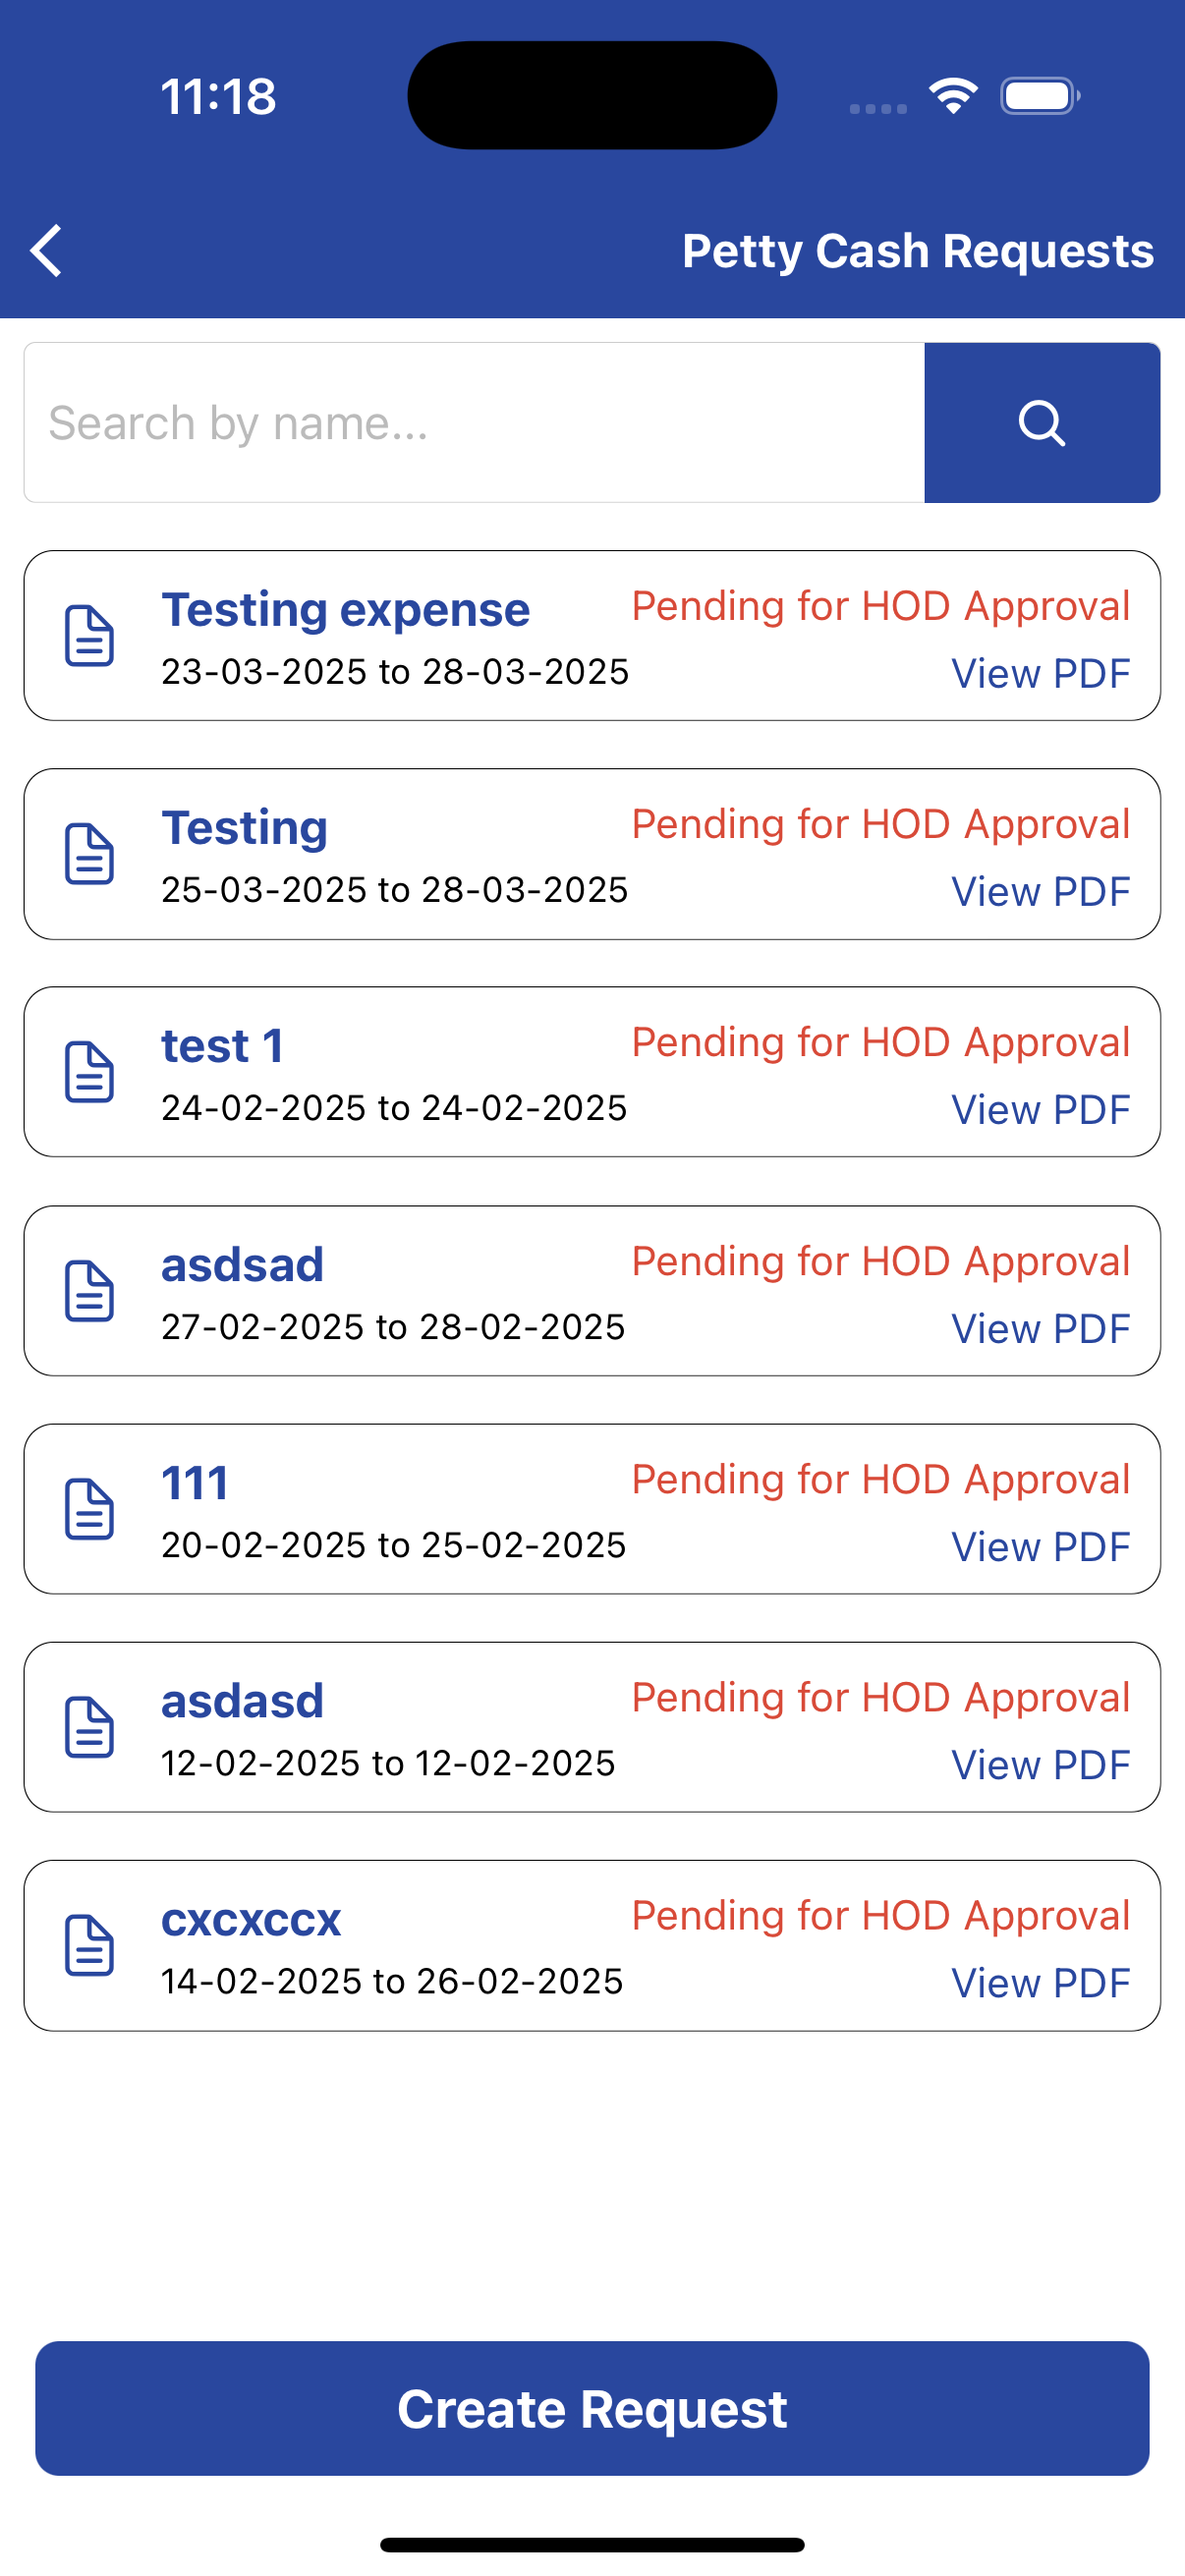 11:18
Petty Cash Requests
Search by name...
Testing expense
Pending for HOD Approval
23-03-2025 to 28-03-2025
View PDF
Testing
Pending for HOD Approval
25-03-2025 to 28-03-2025
View PDF
test 1
Pending for HOD Approval
24-02-2025 to 24-02-2025
View PDF
asdsad
Pending for HOD Approval
27-02-2025 to 28-02-2025
View PDF
111
Pending for HOD Approval
20-02-2025 to 25-02-2025
View PDF
asdasd
Pending for HOD Approval
12-02-2025 to 12-02-2025
View PDF
cxcxccx
Pending for HOD Approval
14-02-2025 to 26-02-2025
View PDF
Create Request